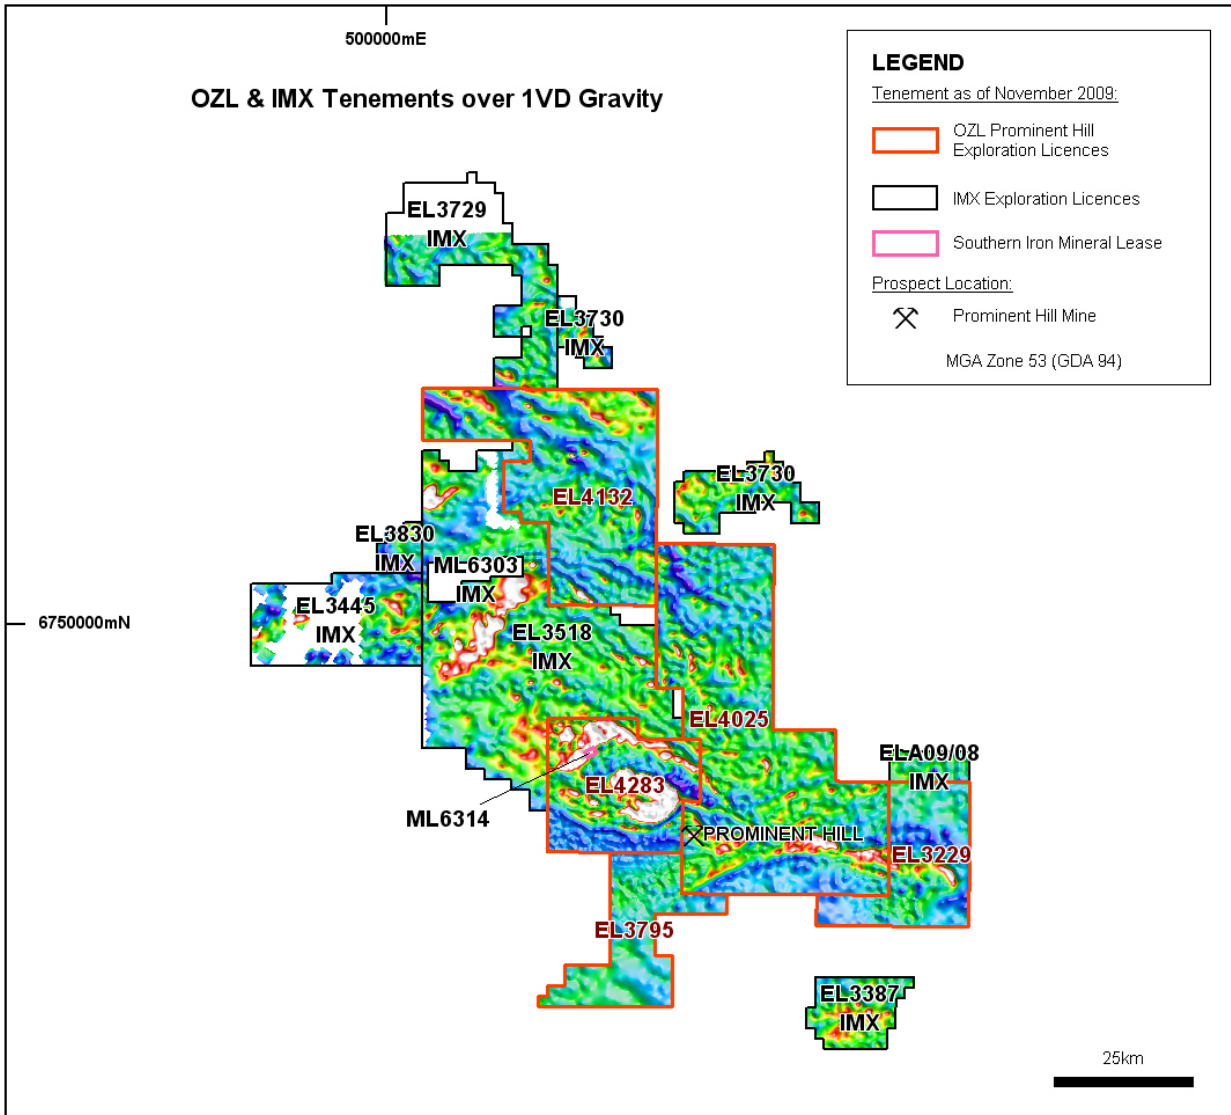 500000mE
OZL & IMX Tenements over 1VD Gravity
LEGEND
Tenement as of November 2009:
OZL Prominent Hill
Exploration Licences
IMX Exploration Licences
Southern Iron Mineral Lease
Prospect Location:
Prominent Hill Mine
MGA Zone 53 (GDA 94)
EL3729
IMX
EL3730
IMX
EL4132
EL3730
IMX
EL3830
IMX
ML6303
IMX
EL3445
IMX
6750000mN
EL3518
IMX
EL4025
ELA09/08
IMX
EL4283
ML6314
PROMINENT HILL
EL3229
EL3795
EL3387
IMX
25km